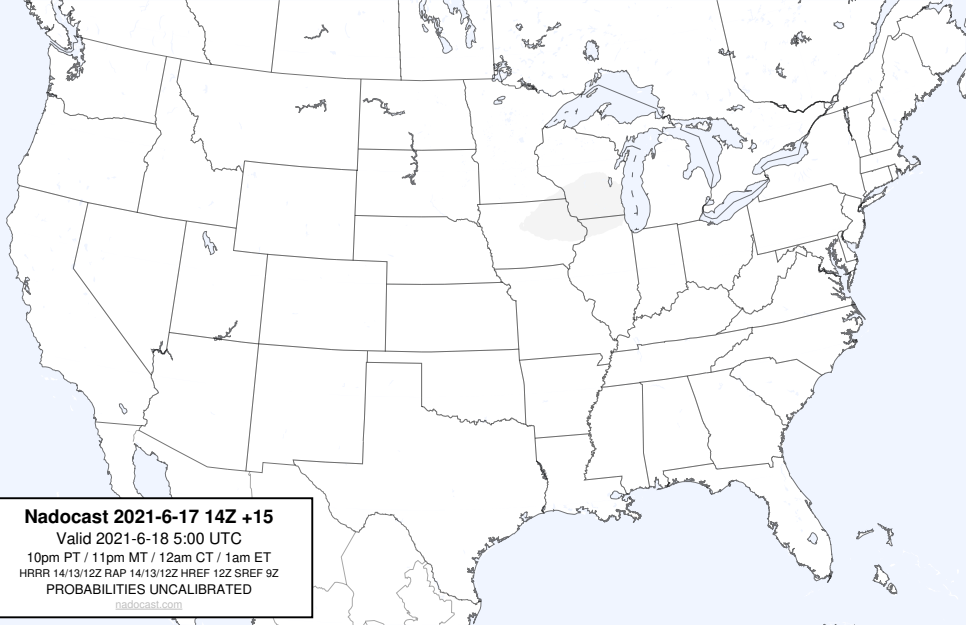 Nadocast 2021-6-17 14Z +15
Valid 2021-6-18 5:00 UTC
10pm PT / 11pm MT / 12am CT / 1am ET
HRRR 14/13/12Z RAP 14/13/12Z HREF 12Z SREF 9Z
PROBABILITIES UNCALIBRATED
nadocast.com